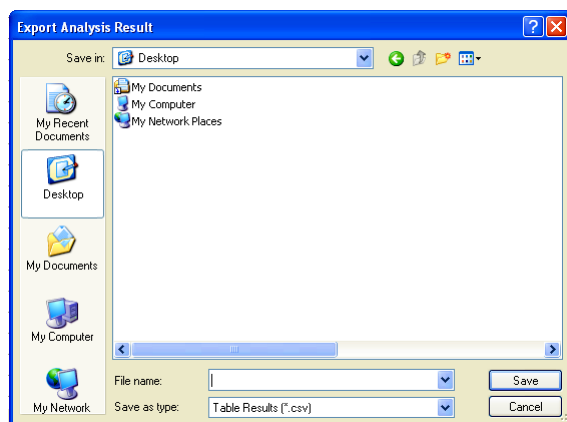 Export Analysis Result
Save in:
Desktop
My Recent
Documents
Desktop
My Documents
My Computer
My Network
My Documents
My Computer
My Network Places
File name:
Save
Save as type:
Table Results (*.csv)
Cancel